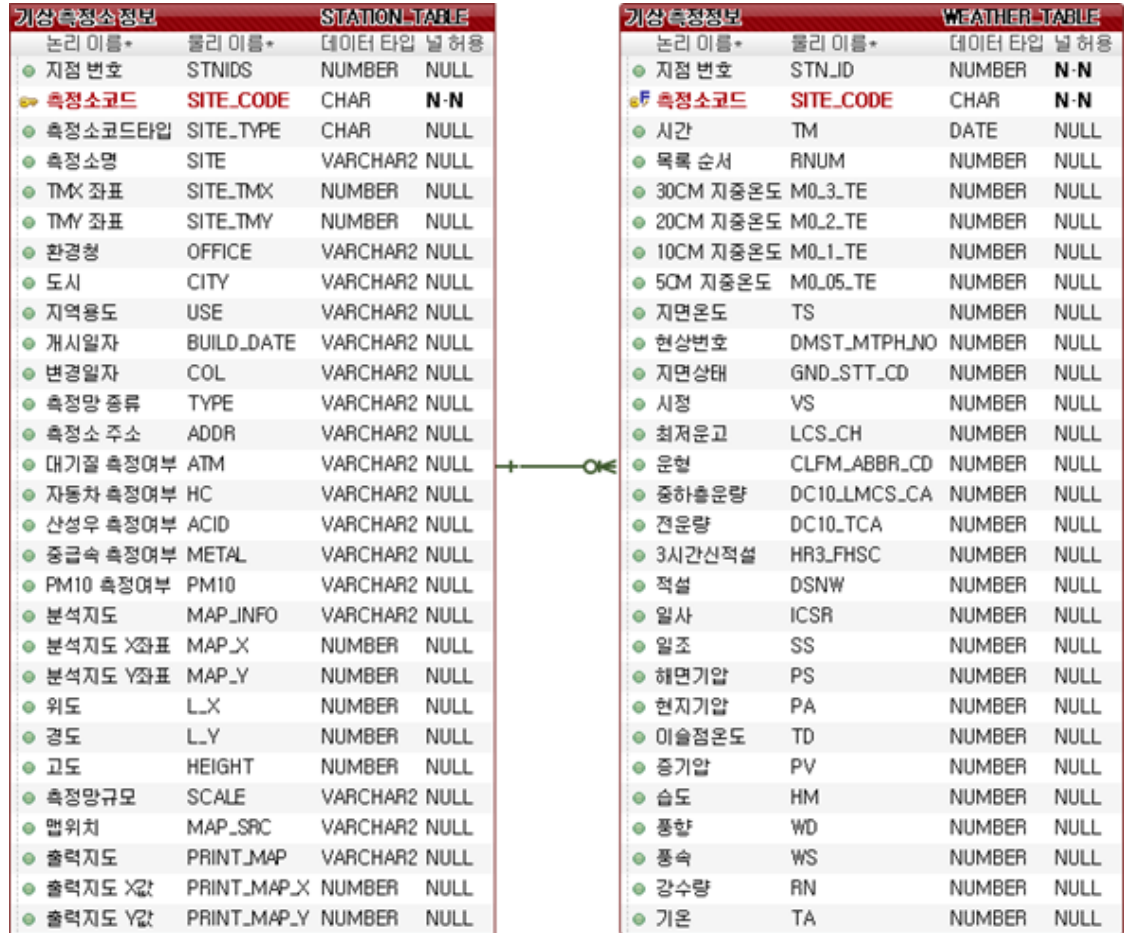 기상측정소정보 STATION_TABLE
논리 이름* 물리 이름* 데이터 타입 널 허용
지점 번호 STNIDS NUMBER NULL
측정소코드 SITE_CODE CHAR N-N
측정소코드타입 SITE_TYPE CHAR NULL
측정소명 SITE VARCHAR2 NULL
TMX 좌표 SITE_TMX NUMBER NULL
TMY 좌표 SITE_TMY NUMBER NULL
환경청 OFFICE VARCHAR2 NULL
도시 CITY VARCHAR2 NULL
지역용도 USE VARCHAR2 NULL
개시일자 BUILD_DATE VARCHAR2 NULL
변경일자 COL VARCHAR2 NULL
측정망 종류 TYPE VARCHAR2 NULL
측정소 주소 ADDR VARCHAR2 NULL
대기질 측정여부 ATM VARCHAR2 NULL
자동차 측정여부 HC VARCHAR2 NULL
산성우 측정여부 ACID VARCHAR2 NULL
중급속 측정여부 METAL VARCHAR2 NULL
PM10 측정여부 PM10 VARCHAR2 NULL
분석지도 MAP_INFO VARCHAR2 NULL
분석지도 X좌표 MAP_X NUMBER NULL
분석지도 Y좌표 MAP_Y NUMBER NULL
위도 L_X NUMBER NULL
경도 L_Y NUMBER NULL
고도 HEIGHT NUMBER NULL
측정망규모 SCALE VARCHAR2 NULL
맵위치 MAP_SRC VARCHAR2 NULL
출력지도 PRINT_MAP VARCHAR2 NULL
출력지도 X값 PRINT_MAP_X NUMBER NULL
출력지도 Y값 PRINT_MAP_Y NUMBER NULL
기상측정정보 WEATHER_TABLE
논리 이름* 물리 이름* 데이터 타입 널 허용
지점 번호 STN_ID NUMBER N-N
측정소코드 SITE_CODE CHAR N-N
시간 TM DATE NULL
목록 순서 RNUM NUMBER NULL
30CM 지중온도 M0_3_TE NUMBER NULL
20CM 지중온도 M0_2_TE NUMBER NULL
10CM 지중온도 M0_1_TE NUMBER NULL
5CM 지중온도 M0_05_TE NUMBER NULL
지면온도 TS NUMBER NULL
현상번호 DMST_MTPH_NO NUMBER NULL
지면상태 GND_STT_CD NUMBER NULL
시정 VS NUMBER NULL
최저운고 LCS_CH NUMBER NULL
운형 CLFM_ABBR_CD NUMBER NULL
중하층운량 DC10_LMCS_CA NUMBER NULL
전운량 DC10_TCA NUMBER NULL
3시간신적설 HR3_FHSC NUMBER NULL
적설 DSNW NUMBER NULL
일사 ICSR NUMBER NULL
일조 SS NUMBER NULL
해면기압 PS NUMBER NULL
현지기압 PA NUMBER NULL
이슬점온도 TD NUMBER NULL
증기압 PV NUMBER NULL
습도 HM NUMBER NULL
풍향 WD NUMBER NULL
풍속 WS NUMBER NULL
강수량 RN NUMBER NULL
기온 TA NUMBER NULL